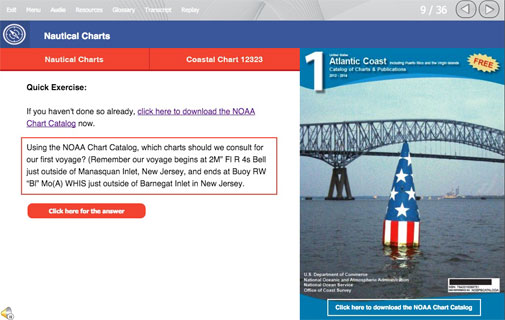 Exit Menu Audio Resources Glossary Transcript Replay
9 / 36
Nautical Charts
Nautical Charts
Coastal Chart 12323
Quick Exercise:
If you haven't done so already, click here to download the NOAA
Chart Catalog now.
Using the NOAA Chart Catalog, which charts should we consult for
our first voyage? (Remember our voyage begins at 2M" Fl R 4s Bell
just outside of Manasquan Inlet, New Jersey, and ends at Buoy RW
"BI" Mo(A) WHIS just outside of Barnegat Inlet in New Jersey.
Click here for the answer
1
United States
Atlantic Coast including Puerto Rico and the Virgin Islands
Catalog of Charts & Publications
FREE
U.S. Department of Commerce
National Oceanic and Atmospheric Administration
National Ocean Service
Office of Coast Survey
Click here to download the NOAA Chart Catalog